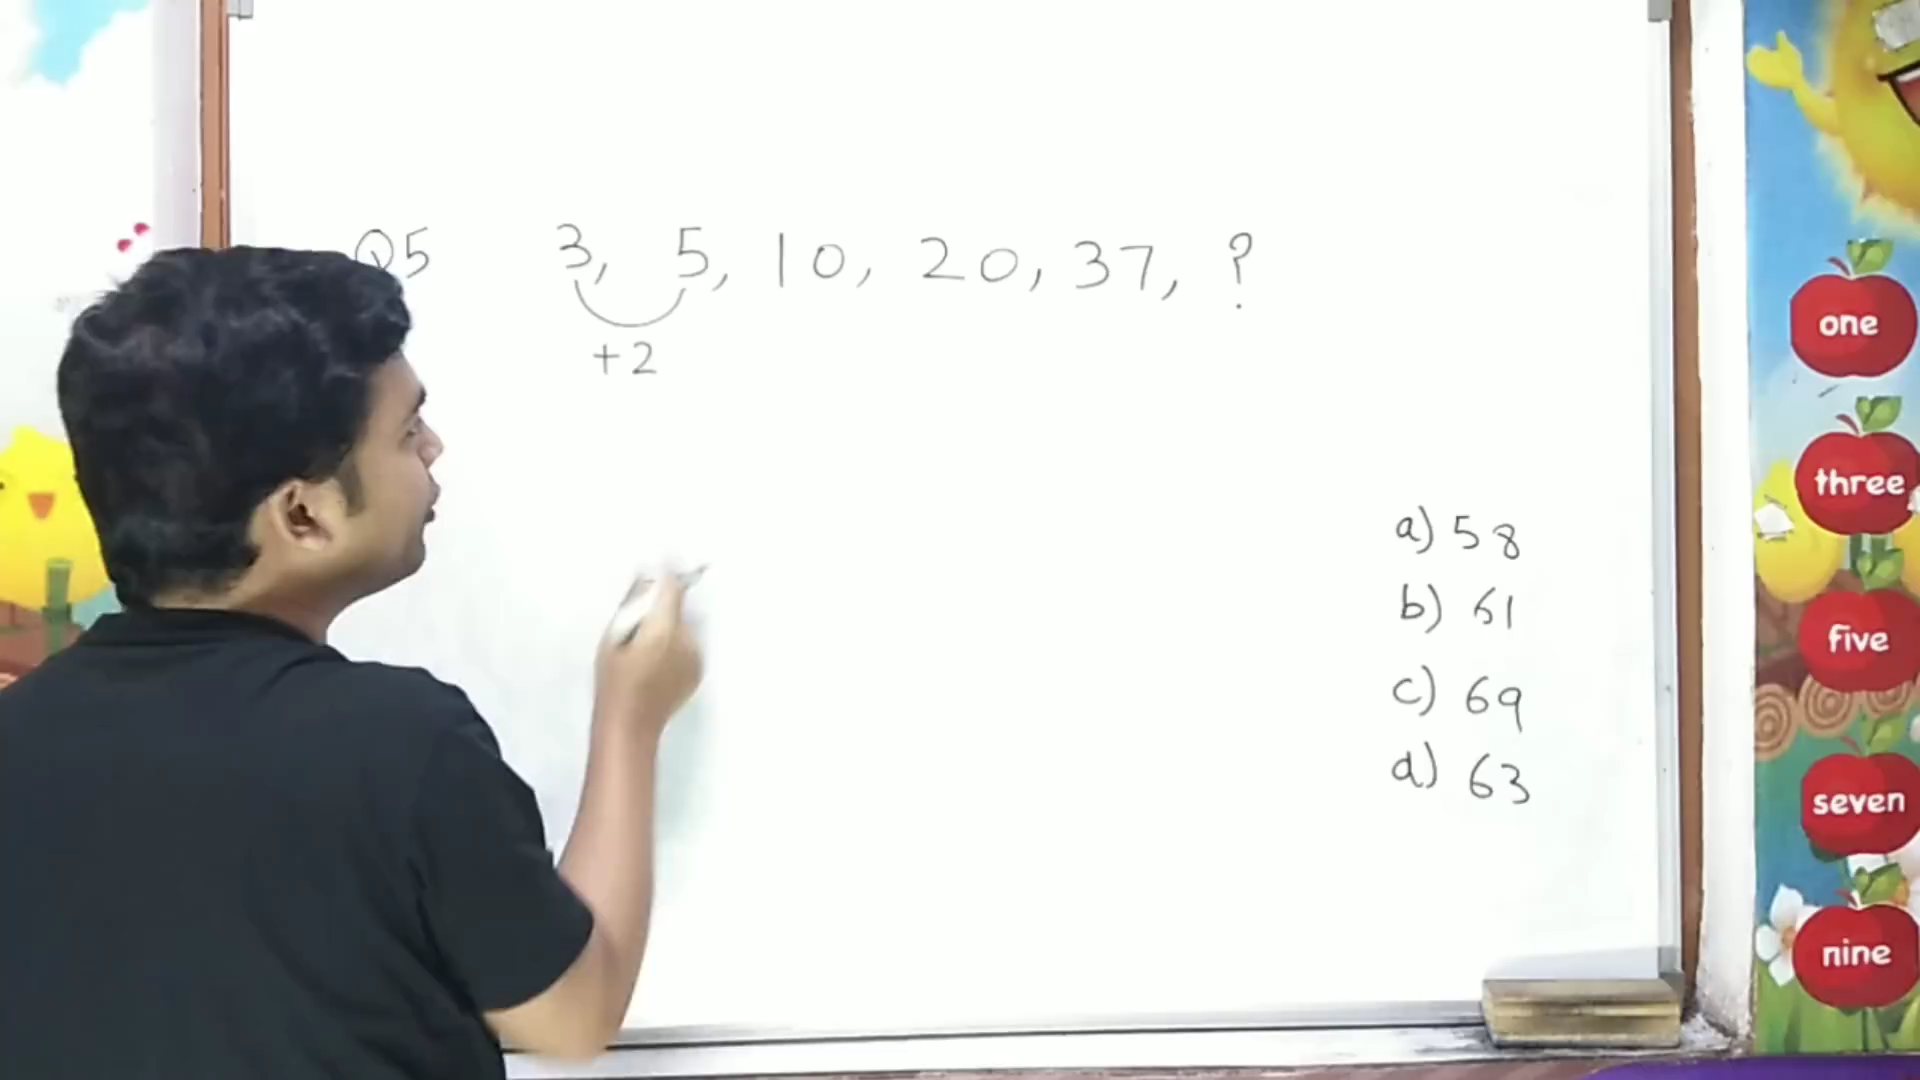 Q5 3, 5, 10, 20, 37, ?
+2
a) 58
b) 61
c) 69
d) 63
one
three
five
seven
nine